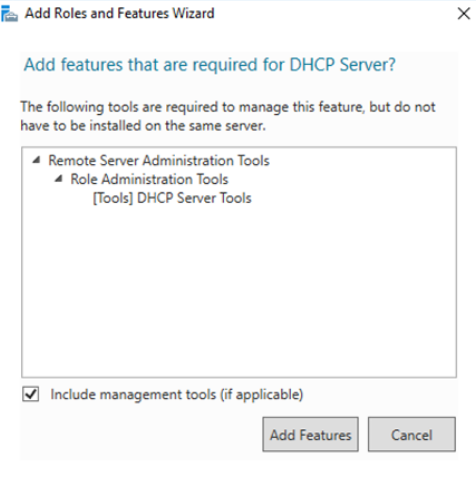 Add Roles and Features Wizard
Add features that are required for DHCP Server?
The following tools are required to manage this feature, but do not
have to be installed on the same server.
Remote Server Administration Tools
Role Administration Tools
[Tools] DHCP Server Tools
Include management tools (if applicable)
Add Features
Cancel